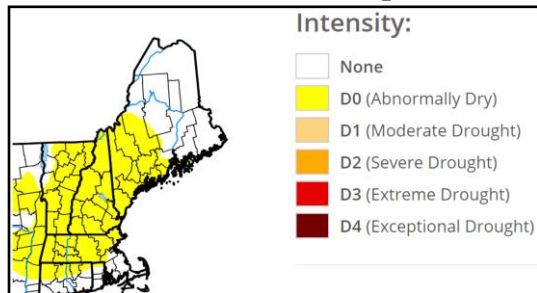 Intensity:
None
D0 (Abnormally Dry)
D1 (Moderate Drought)
D2 (Severe Drought)
D3 (Extreme Drought)
D4 (Exceptional Drought)